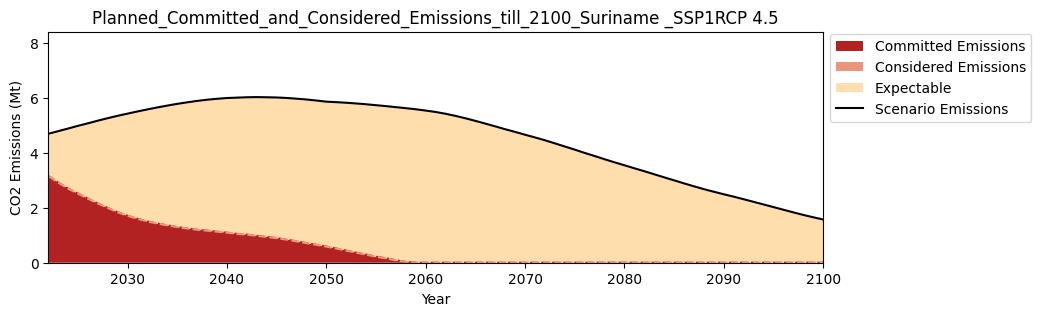 Planned_Committed_and_Considered_Emissions_till_2100_Suriname _SSP1RCP 4.5
CO2 Emissions (Mt)
8
6
4
2
0
2030 2040 2050 2060 2070 2080 2090 2100
Year
Committed Emissions
Considered Emissions
Expectable
Scenario Emissions